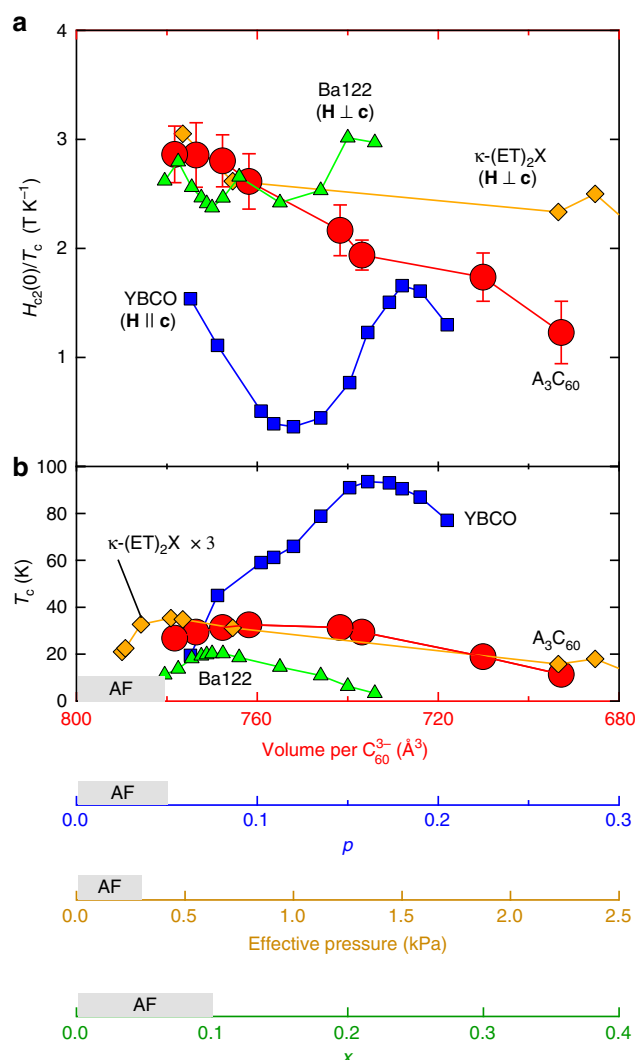 a
4
3
2
1
H_c2(0)/T_c (T K⁻¹)
Ba122
(H ⊥ c)
κ-(ET)₂X
(H ⊥ c)
YBCO
(H || c)
A₃C₆₀
b
100
80
60
40
20
0
T_c (K)
κ-(ET)₂X × 3
YBCO
A₃C₆₀
Ba122
AF
800 760 720 680
Volume per C₆₀³⁻ (Å³)
AF
0.0 0.1 0.2 0.3
p
AF
0.0 0.5 1.0 1.5 2.0 2.5
Effective pressure (kPa)
AF
0.0 0.1 0.2 0.3 0.4
x